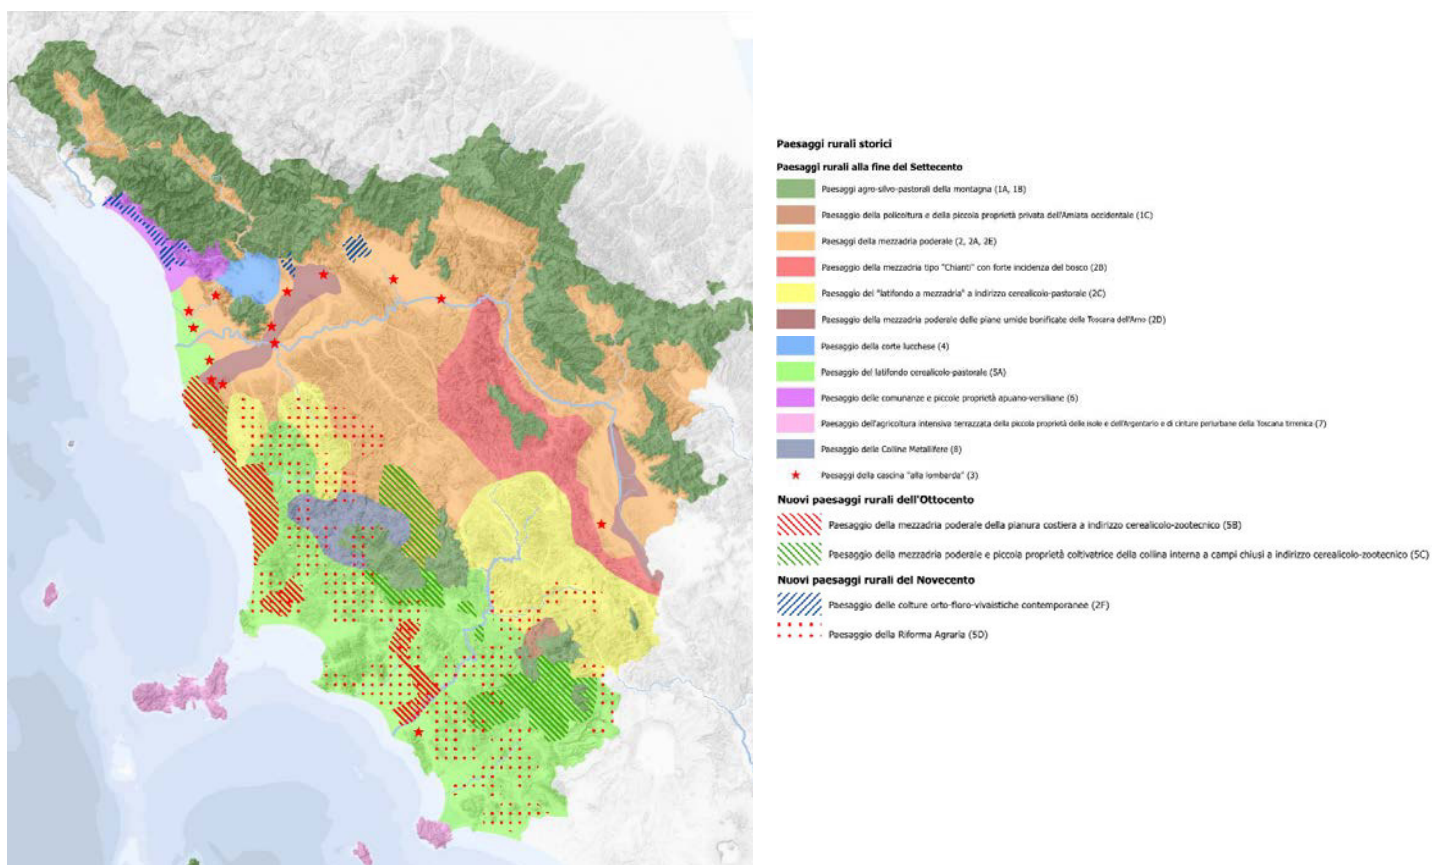 Paesaggi rurali storici
Paesaggi rurali alla fine del Settecento
Paesaggi agro-silvo-pastorali della montagna (1A, 1B)
Paesaggio della policoltura e della piccola proprietà privata dell'Amiata occidentale (1C)
Paesaggi della mezzadria poderale (2, 2A, 2E)
Paesaggio della mezzadria tipo "Chianti" con forte incidenza del bosco (2B)
Paesaggio del "latifondo a mezzadria" a indirizzo cerealicolo-pastorale (2C)
Paesaggio della mezzadria poderale delle piane umide bonificate della Toscana dell'Arno (2D)
Paesaggio della corte lucchese (4)
Paesaggio del latifondo cerealicolo-pastorale (5A)
Paesaggio delle comunanze e piccole proprietà apuano-versiliane (6)
Paesaggio dell'agricoltura intensiva terrazzata della piccola proprietà delle isole e dell'Argentario e di cinture periurbane della Toscana tirrenica (7)
Paesaggio delle Colline Metallifere (8)
Paesaggi della cascina "alla lombarda" (3)
Nuovi paesaggi rurali dell'Ottocento
Paesaggio della mezzadria poderale della pianura costiera a indirizzo cerealicolo-zootecnico (5B)
Paesaggio della mezzadria poderale e piccola proprietà coltivatrice della collina interna a campi chiusi a indirizzo cerealicolo-zootecnico (5C)
Nuovi paesaggi rurali del Novecento
Paesaggio delle colture orto-floro-vivaistiche contemporanee (2F)
Paesaggio della Riforma Agraria (5D)